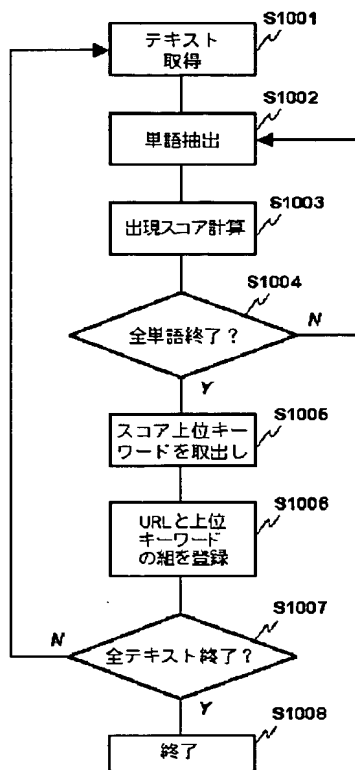 S1001
テキスト
取得
S1002
単語抽出
S1003
出現スコア計算
S1004
全単語終了?
N
Y
S1005
スコア上位キー
ワードを取出し
S1006
URLと上位
キーワード
の組を登録
S1007
N
全テキスト終了?
Y
S1008
終了